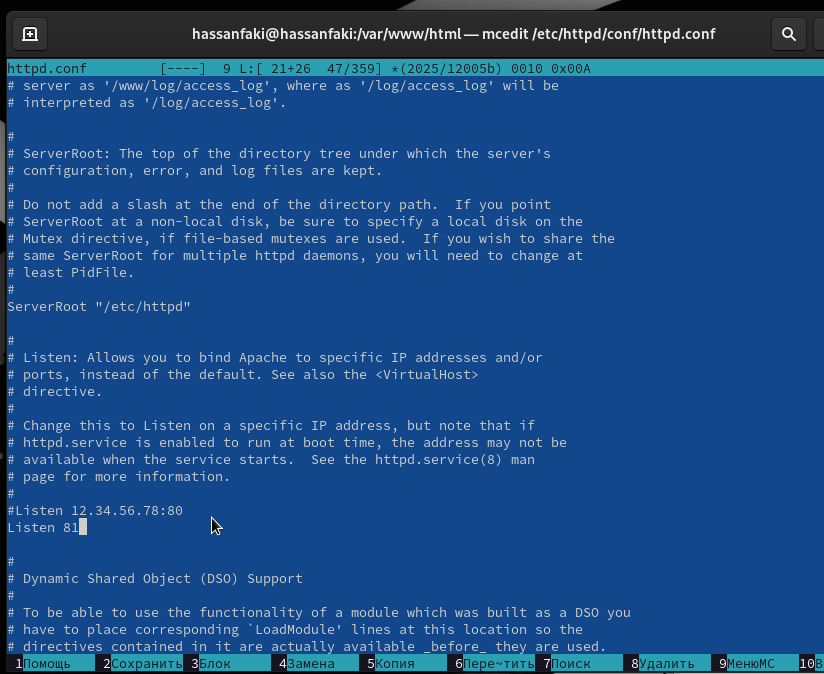 hassanfaki@hassanfaki:/var/www/html — mcedit /etc/httpd/conf/httpd.conf
httpd.conf         [----]  9 L:[ 21+26  47/359] *(2025/12005b) 0010 0x00A
# server as '/www/log/access_log', where as '/log/access_log' will be
# interpreted as '/log/access_log'.
#
# ServerRoot: The top of the directory tree under which the server's
# configuration, error, and log files are kept.
#
# Do not add a slash at the end of the directory path.  If you point
# ServerRoot at a non-local disk, be sure to specify a local disk on the
# Mutex directive, if file-based mutexes are used.  If you wish to share the
# same ServerRoot for multiple httpd daemons, you will need to change at
# least PidFile.
#
ServerRoot "/etc/httpd"
#
# Listen: Allows you to bind Apache to specific IP addresses and/or
# ports, instead of the default. See also the <VirtualHost>
# directive.
#
# Change this to Listen on a specific IP address, but note that if
# httpd.service is enabled to run at boot time, the address may not be
# available when the service starts.  See the httpd.service(8) man
# page for more information.
#
#Listen 12.34.56.78:80
Listen 81
#
# Dynamic Shared Object (DSO) Support
#
# To be able to use the functionality of a module which was built as a DSO you
# have to place corresponding `LoadModule' lines at this location so the
# directives contained in it are actually available _before_ they are used.
1Помощь 2Сохранить 3Блок 4Замена 5Копия 6Пере~тить 7Поиск 8Удалить 9МенюMC 10В